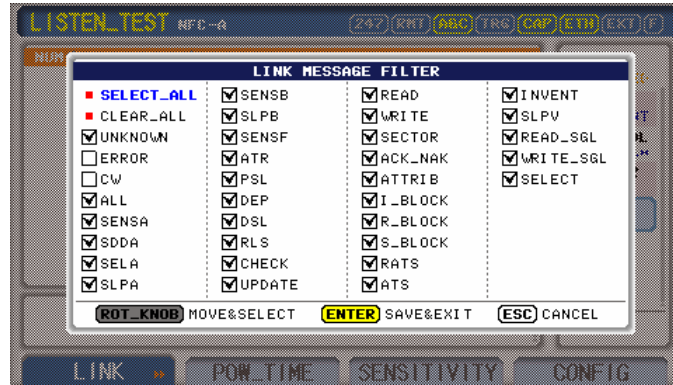 LISTEN_TEST NFC-A (247) (RMT) (ABC) (TRG) (CAP) (ETH) (EXT) (F)
NUM
LINK MESSAGE FILTER
SELECT_ALL SENSB READ INVENT
CLEAR_ALL SLPB WRITE SLPV
UNKNOWN SENSF SECTOR READ_SGL
ERROR ATR ACK_NAK WRITE_SGL
CW PSL ATTRIB SELECT
ALL DEP I_BLOCK
SENSA DSL R_BLOCK
SDDA RLS S_BLOCK
SELA CHECK RATS
SLPA UPDATE ATS
ROT_KNOB MOVE&SELECT ENTER SAVE&EXIT ESC CANCEL
LINK POW_TIME SENSITIVITY CONFIG